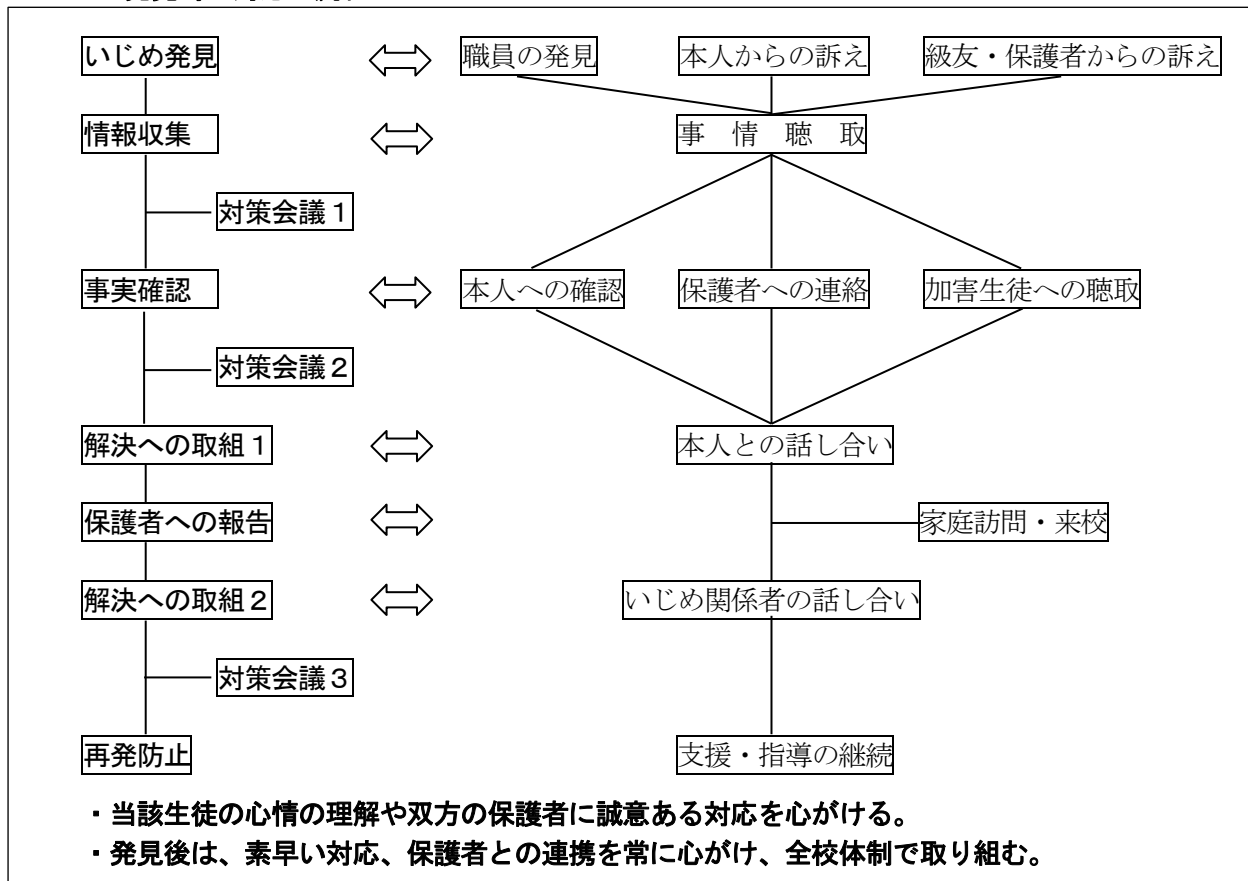 いじめ発見 職員の発見 本人からの訴え 級友・保護者からの訴え
情報収集 事 情 聴 取
対策会議1
事実確認 本人への確認 保護者への連絡 加害生徒への聴取
対策会議2
解決への取組1 本人との話し合い
保護者への報告 家庭訪問・来校
解決への取組2 いじめ関係者の話し合い
対策会議3
再発防止 支援・指導の継続
・当該生徒の心情の理解や双方の保護者に誠意ある対応を心がける。
・発見後は、素早い対応、保護者との連携を常に心がけ、全校体制で取り組む。